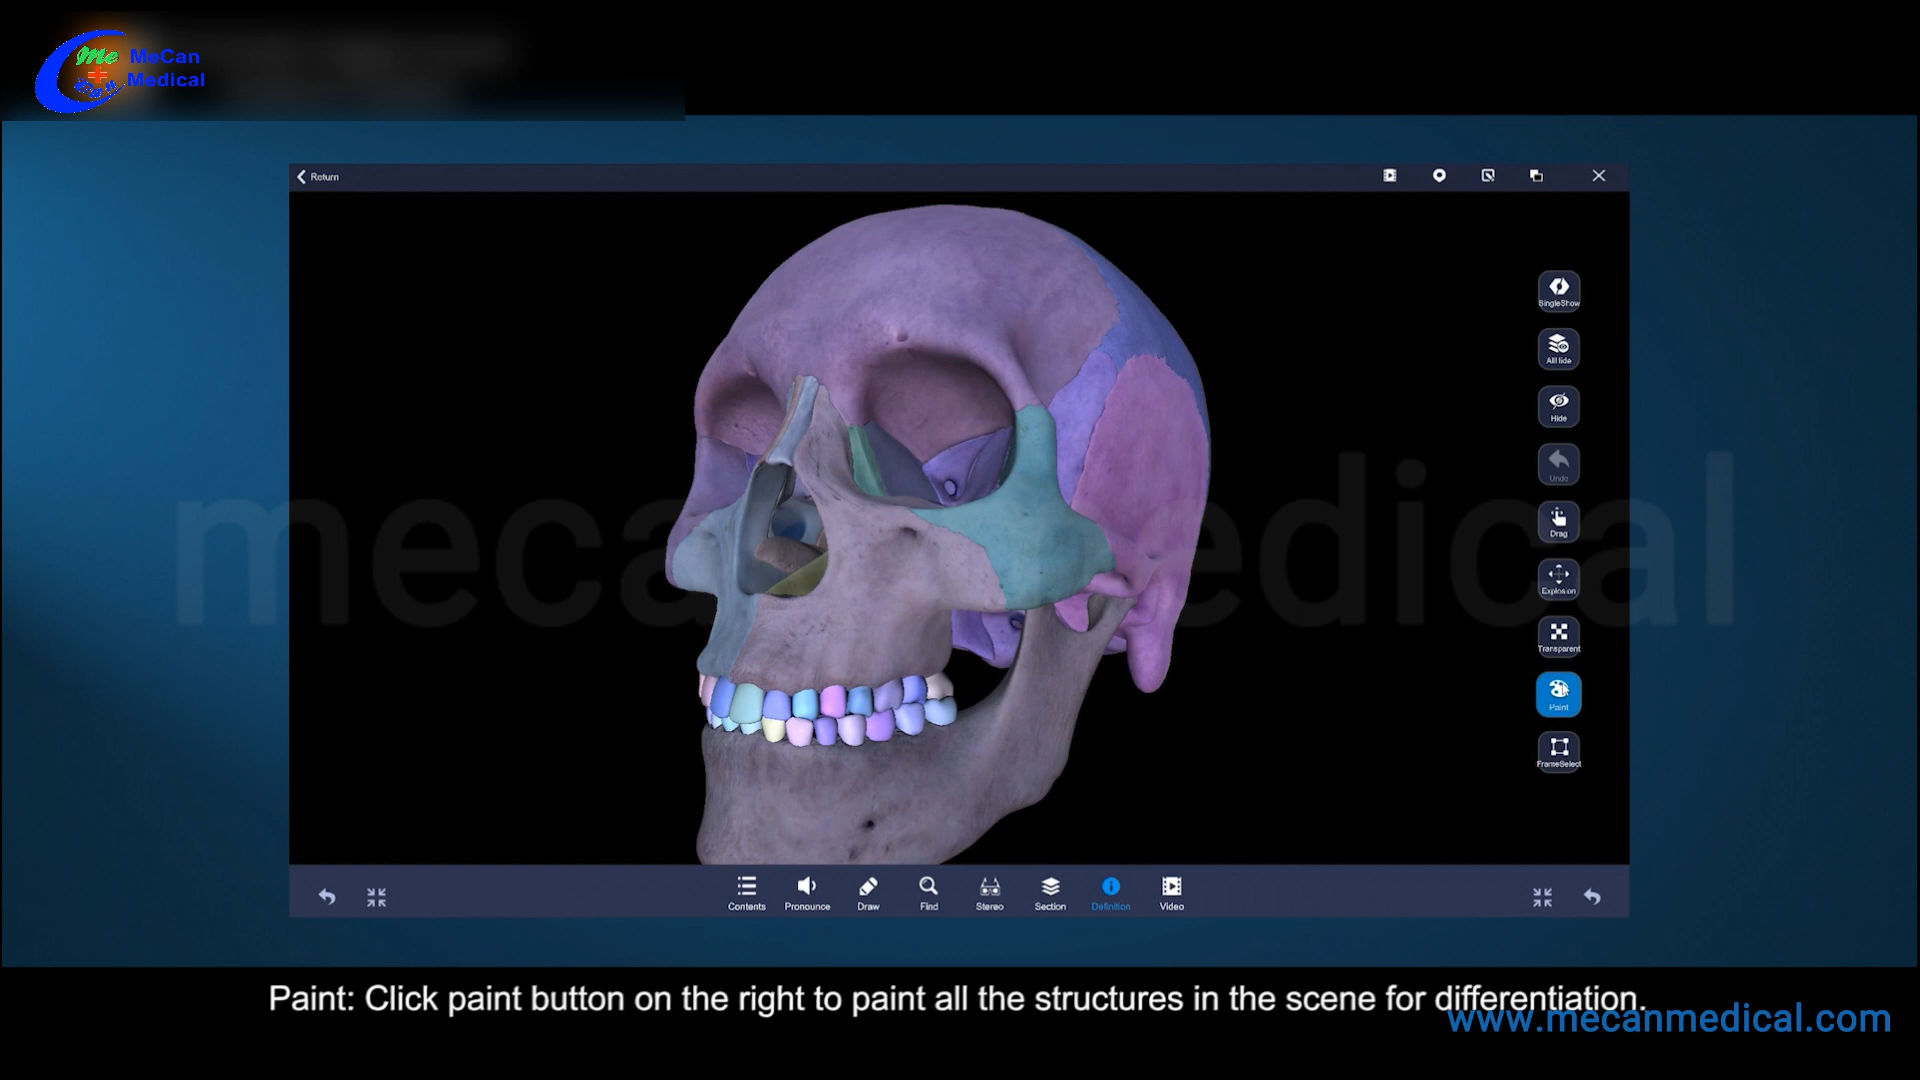 Me
MeCan
Medical
Return
SingleShow
Hide
Undo
Drag
Explosion
Transparent
Paint
FrameSelect
mecanmedical
Contents
Pronounce
Draw
Find
Stereo
Section
Definition
Video
Paint: Click paint button on the right to paint all the structures in the scene for differentiation.
www.mecanmedical.com